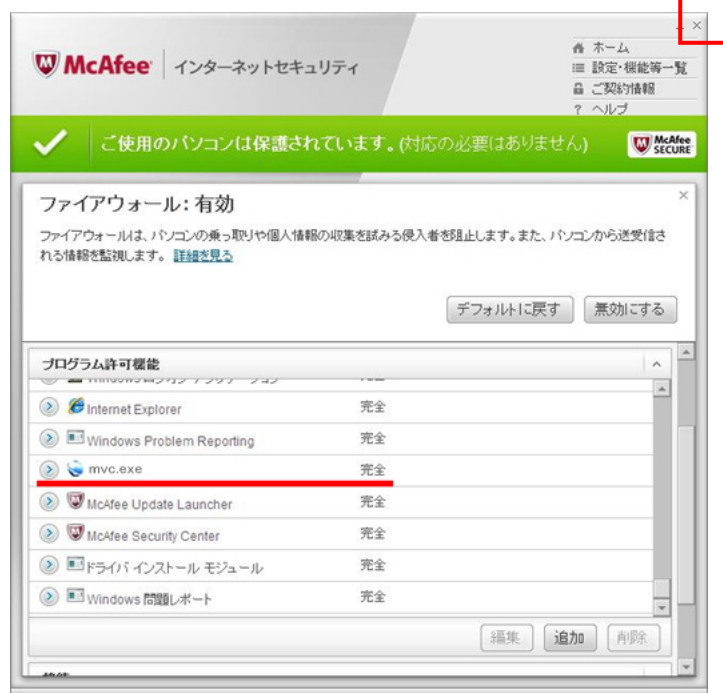 McAfee インターネットセキュリティ
ホーム
設定・機能等一覧
ご契約情報
? ヘルプ
ご使用のパソコンは保護されています。(対応の必要はありません)
McAfee
SECURE
ファイアウォール: 有効
ファイアウォールは、パソコンの乗っ取りや個人情報の収集を試みる侵入者を阻止します。また、パソコンから送受信さ
れる情報を監視します。 詳細を見る
デフォルトに戻す 無効にする
プログラム許可機能
Internet Explorer 完全
Windows Problem Reporting 完全
mvc.exe 完全
McAfee Update Launcher 完全
McAfee Security Center 完全
ドライバ インストール モジュール 完全
Windows 問題レポート 完全
編集 追加 削除